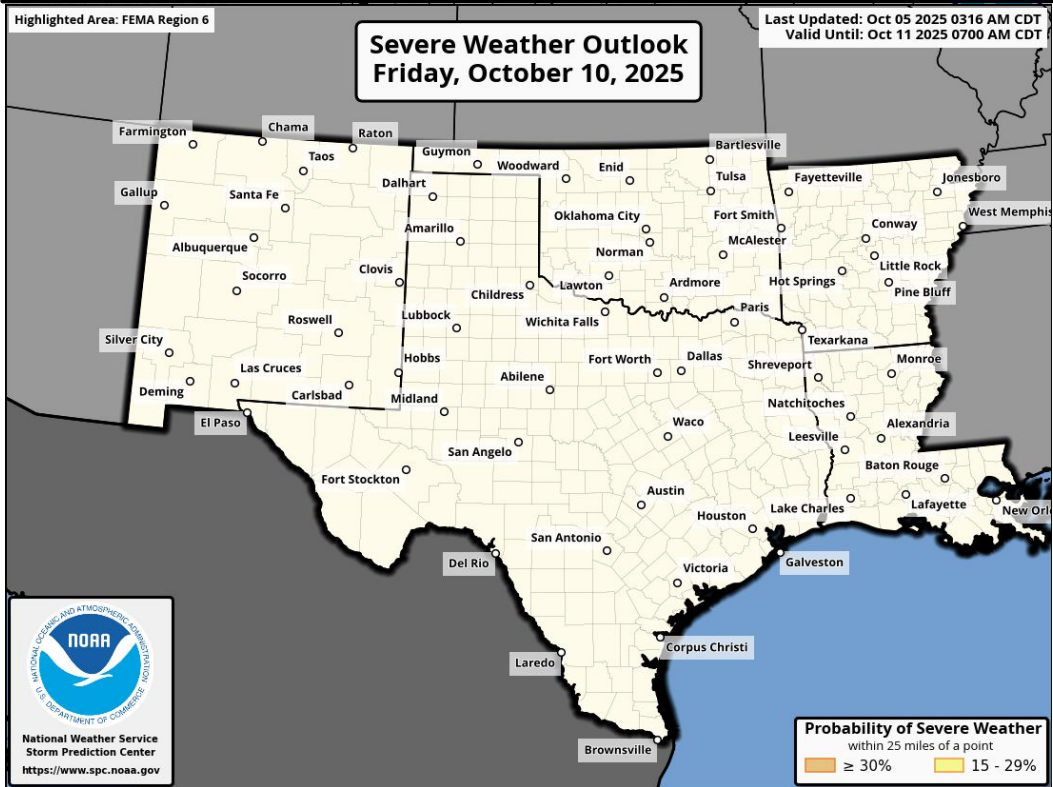 Highlighted Area: FEMA Region 6
Last Updated: Oct 05 2025 0316 AM CDT
Valid Until: Oct 11 2025 0700 AM CDT
Severe Weather Outlook
Friday, October 10, 2025
Farmington
Chama
Raton
Taos
Guymon
Woodward
Enid
Bartlesville
Tulsa
Fayetteville
Jonesboro
Gallup
Santa Fe
Dalhart
Albuquerque
Amarillo
Oklahoma City
Norman
Fort Smith
McAlester
Conway
West Memphis
Socorro
Clovis
Childress
Lawton
Ardmore
Hot Springs
Little Rock
Pine Bluff
Roswell
Lubbock
Wichita Falls
Paris
Texarkana
Silver City
Deming
Las Cruces
Carlsbad
Hobbs
Midland
Abilene
Fort Worth
Dallas
Shreveport
Monroe
El Paso
Natchitoches
San Angelo
Waco
Leesville
Alexandria
Fort Stockton
Baton Rouge
Austin
Houston
Lake Charles
Lafayette
New Orl
San Antonio
Del Rio
Galveston
Victoria
Laredo
Corpus Christi
Brownsville
NATIONAL OCEANIC AND ATMOSPHERIC ADMINISTRATION
NOAA
U.S. DEPARTMENT OF COMMERCE
National Weather Service
Storm Prediction Center
https://www.spc.noaa.gov
Probability of Severe Weather
within 25 miles of a point
≥ 30%
15 - 29%